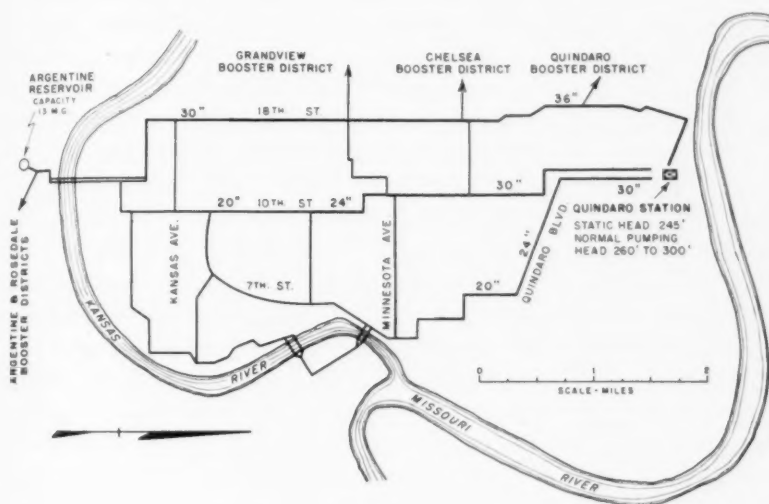 GRANDVIEW
BOOSTER DISTRICT
CHELSEA
BOOSTER DISTRICT
QUINDARO
BOOSTER DISTRICT
ARGENTINE
RESERVOIR
CAPACITY
13 M.G.
30"
18TH. ST
36"
20"
10TH. ST
24"
30"
30"
QUINDARO STATION
STATIC HEAD 245'
NORMAL PUMPING
HEAD 260' TO 300'
ARGENTINE & ROSEDALE
BOOSTER DISTRICTS
KANSAS AVE.
7TH. ST.
MINNESOTA AVE.
20"
24"
QUINDARO BLVD.
KANSAS
RIVER
0 1 2
SCALE-MILES
MISSOURI
RIVER